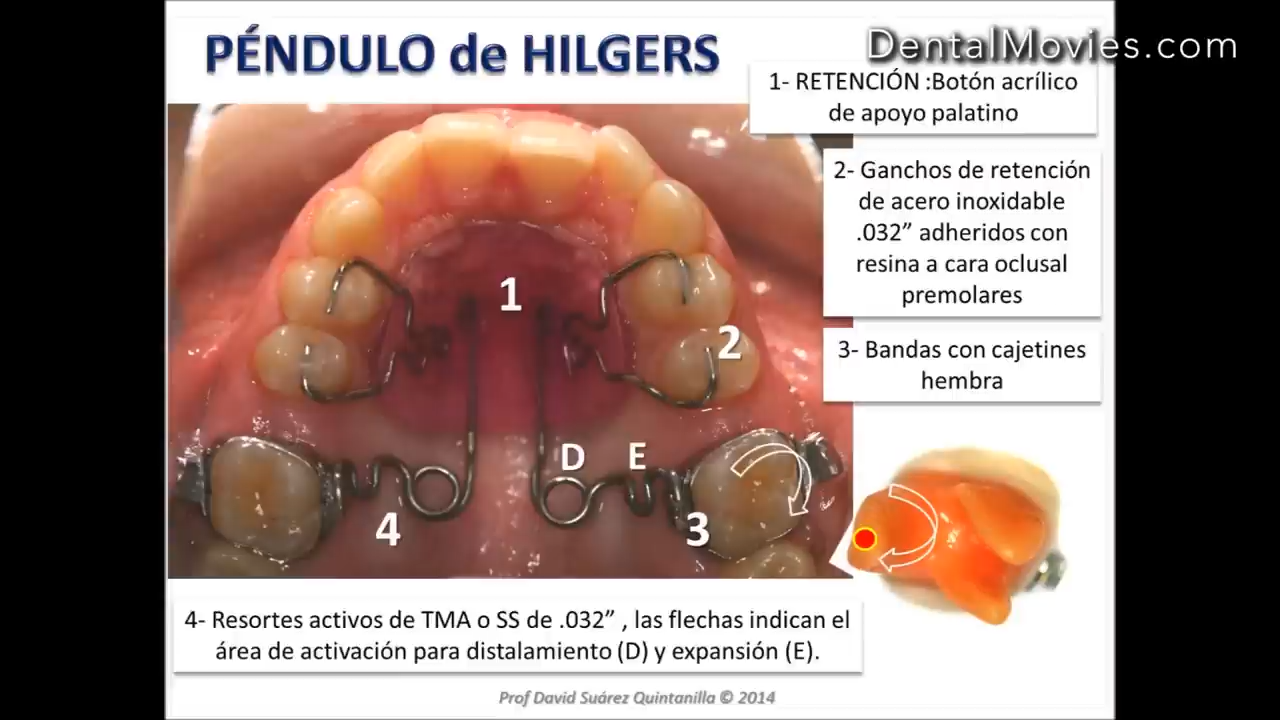 PÉNDULO de HILGERS
DentalMovies.com
1- RETENCIÓN :Botón acrílico
de apoyo palatino
2- Ganchos de retención
de acero inoxidable
.032” adheridos con
resina a cara oclusal
premolares
3- Bandas con cajetines
hembra
1
2
D E
4
3
4- Resortes activos de TMA o SS de .032” , las flechas indican el
área de activación para distalamiento (D) y expansión (E).
Prof David Suárez Quintanilla © 2014